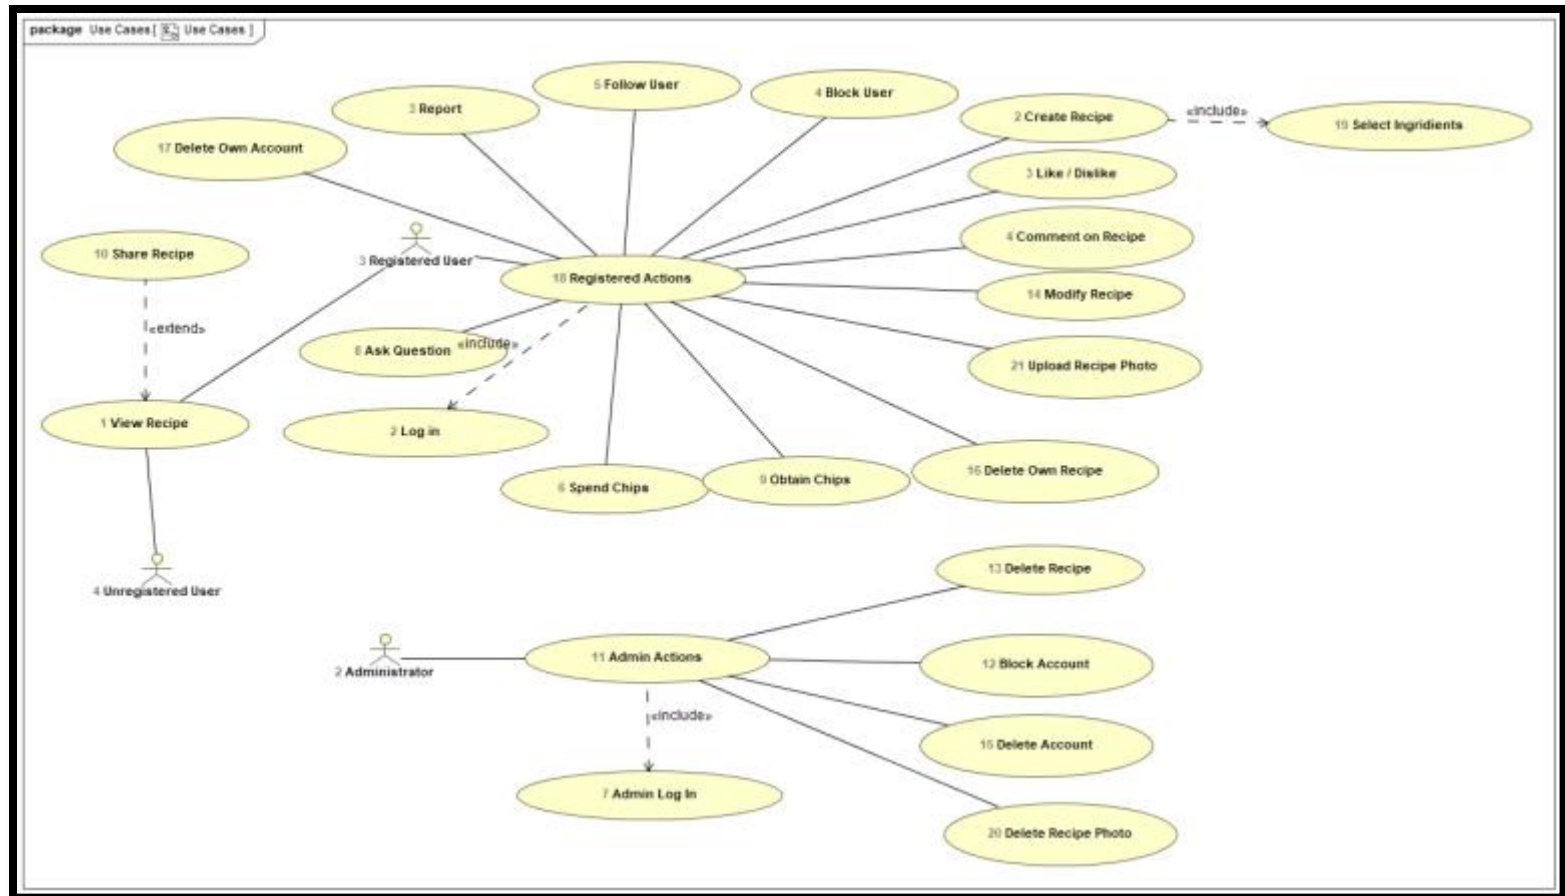 package Use Cases [ Use Cases ]
5 Follow User
4 Block User
3 Report
2 Create Recipe
«include»
19 Select Ingridients
17 Delete Own Account
3 Like / Dislike
4 Comment on Recipe
10 Share Recipe
3 Registered User
18 Registered Actions
14 Modify Recipe
«extend»
8 Ask Question
«include»
21 Upload Recipe Photo
1 View Recipe
2 Log in
16 Delete Own Recipe
6 Spend Chips
9 Obtain Chips
4 Unregistered User
13 Delete Recipe
2 Administrator
11 Admin Actions
12 Block Account
«include»
15 Delete Account
7 Admin Log In
20 Delete Recipe Photo